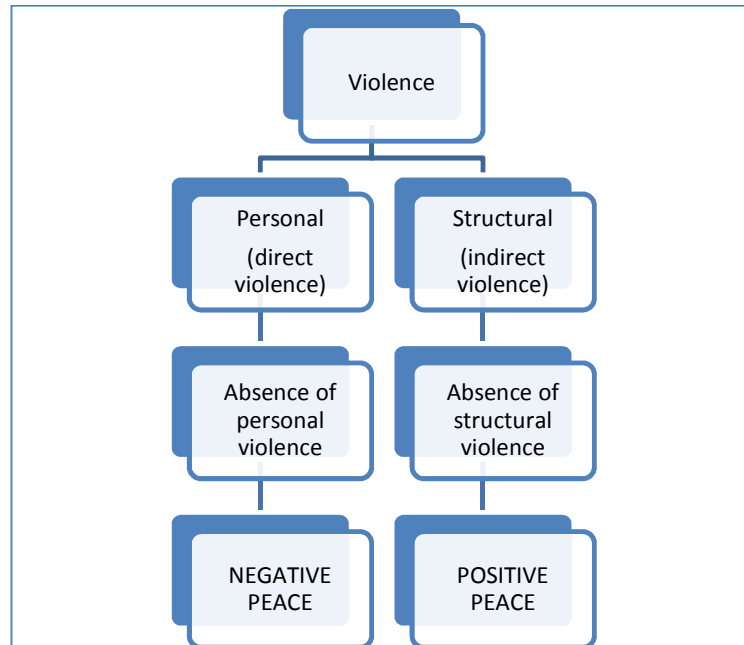 Violence
Personal
(direct
violence)
Structural
(indirect
violence)
Absence of
personal
violence
Absence of
structural
violence
NEGATIVE
PEACE
POSITIVE
PEACE